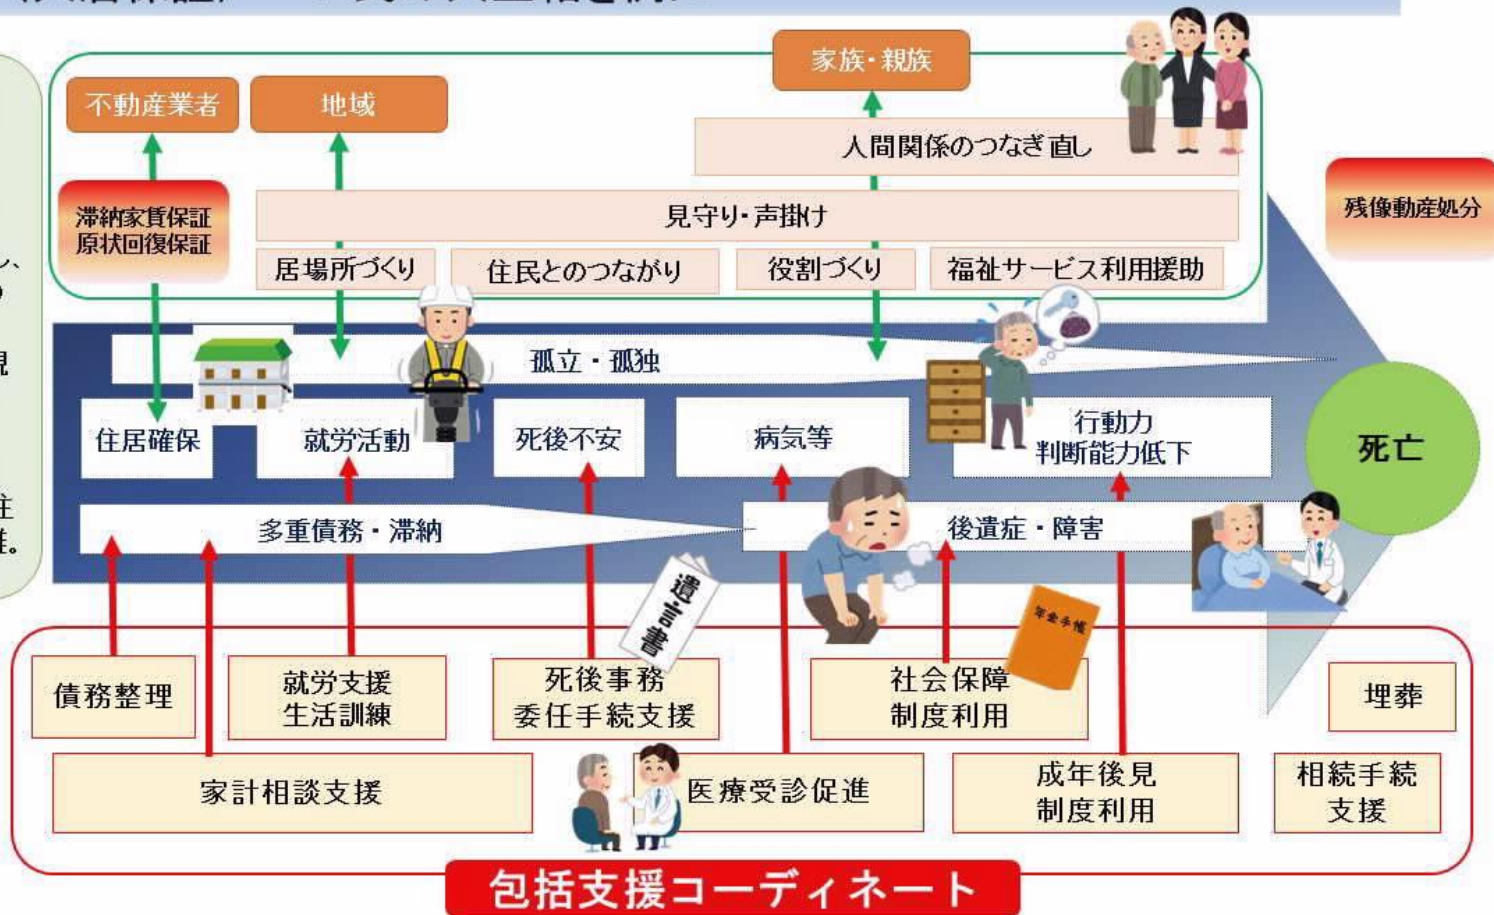 家族・親族
不動産業者
地域
人間関係のつなぎ直し
滞納家賃保証
原状回復保証
見守り・声掛け
残像動産処分
居場所づくり
住民とのつながり
役割づくり
福祉サービス利用援助
孤立・孤独
住居確保
就労活動
死後不安
病気等
行動力
判断能力低下
死亡
多重債務・滞納
後遺症・障害
遺言書
年金手帳
債務整理
就労支援
生活訓練
死後事務
委任手続支援
社会保障
制度利用
埋葬
家計相談支援
医療受診促進
成年後見
制度利用
相続手続
支援
包括支援コーディネート